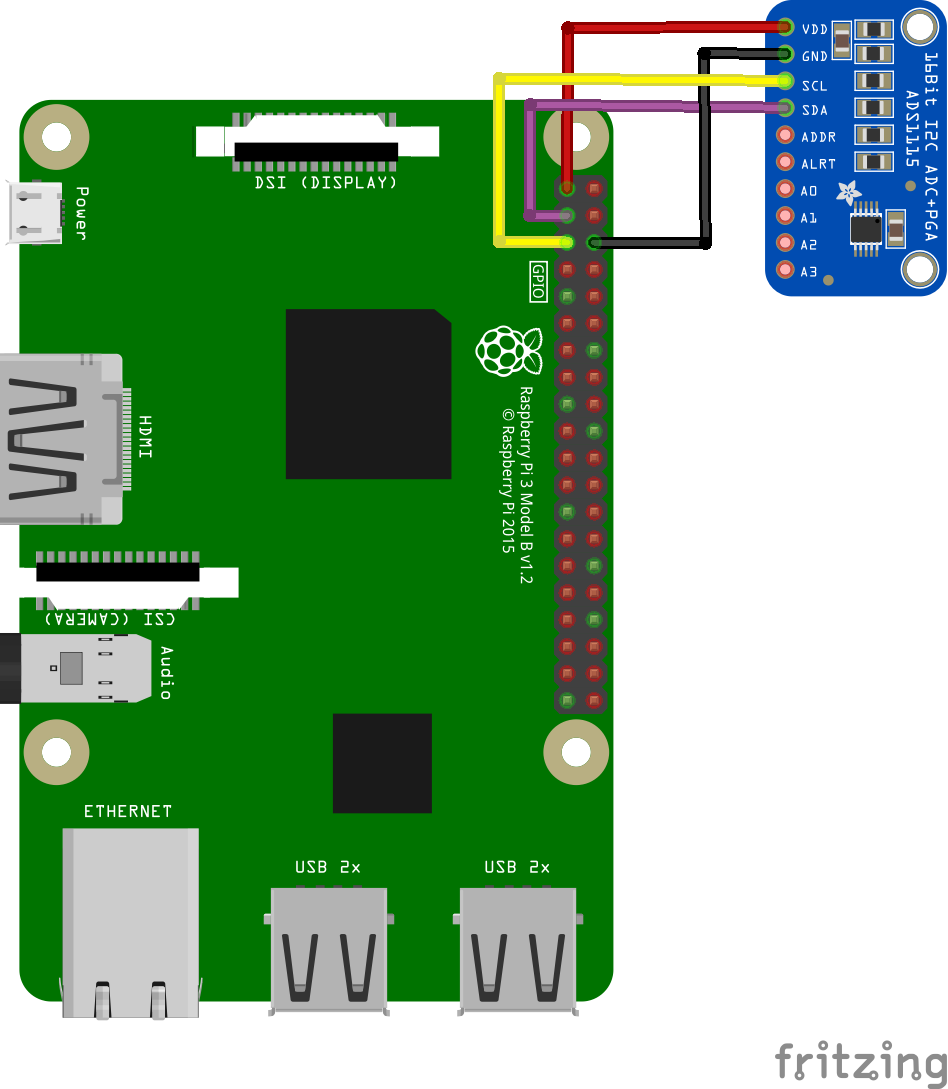 VDD
GND
SCL
SDA
ADDR
ALRT
A0
A1
A2
A3
16Bit I2C ADC+PGA
ADS1115
DSI (DISPLAY)
Power
GPIO
HDMI
Raspberry Pi 3 Model B v1.2
© Raspberry Pi 2015
CSI (CAMERA)
Audio
ETHERNET
USB 2x
USB 2x
fritzing